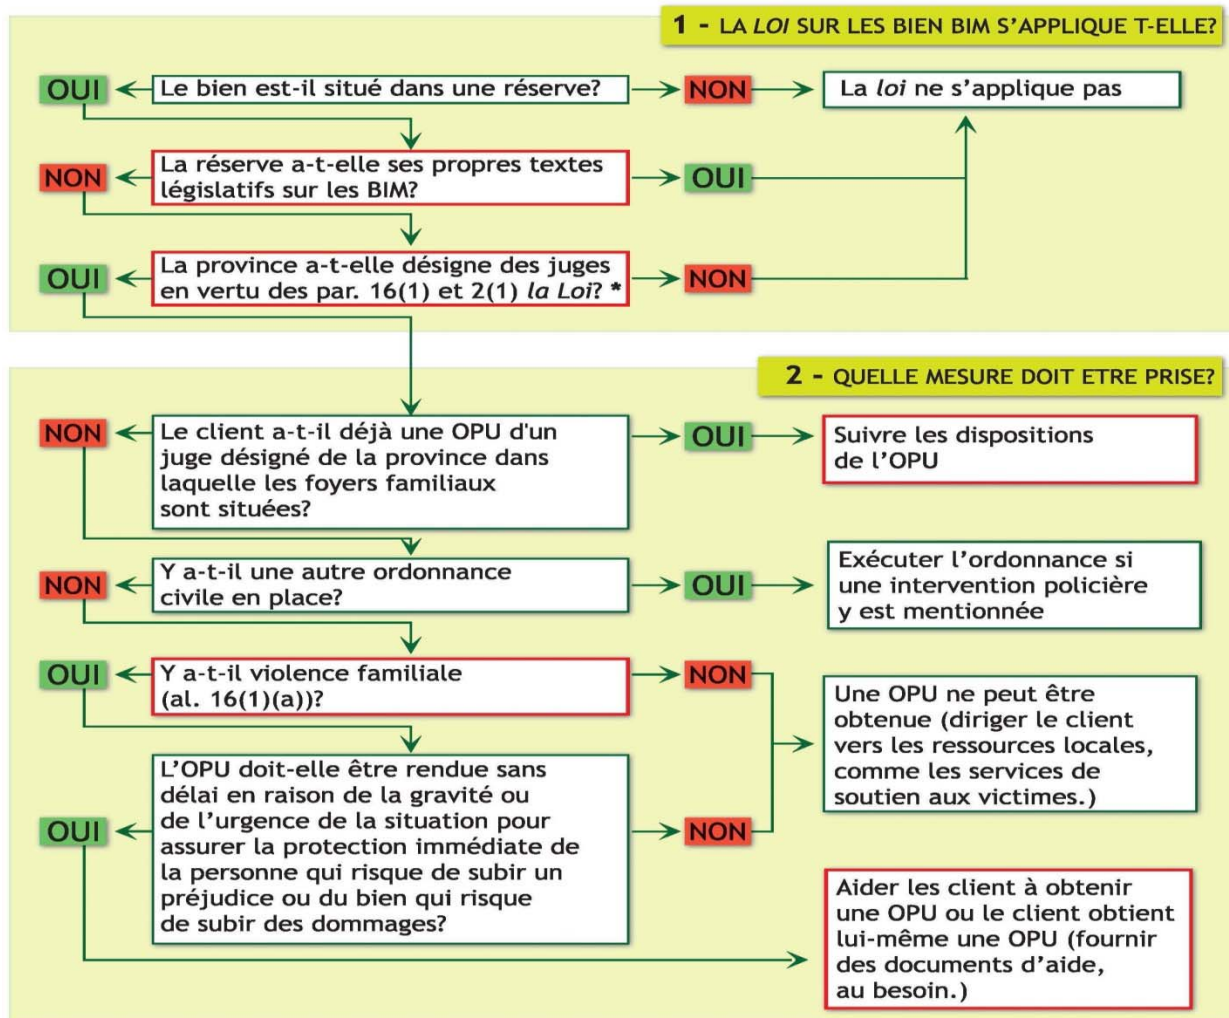 1 - LA LOI SUR LES BIEN BIM S’APPLIQUE T-ELLE?
OUI
Le bien est-il situé dans une réserve?
NON
La loi ne s’applique pas
NON
La réserve a-t-elle ses propres textes
législatifs sur les BIM?
OUI
OUI
La province a-t-elle désigne des juges
en vertu des par. 16(1) et 2(1) la Loi? *
NON
2 - QUELLE MESURE DOIT ETRE PRISE?
NON
Le client a-t-il déjà une OPU d'un
juge désigné de la province dans
laquelle les foyers familiaux
sont situées?
OUI
Suivre les dispositions
de l’OPU
NON
Y a-t-il une autre ordonnance
civile en place?
OUI
Exécuter l’ordonnance si
une intervention policière
y est mentionnée
OUI
Y a-t-il violence familiale
(al. 16(1)(a))?
NON
Une OPU ne peut être
obtenue (diriger le client
vers les ressources locales,
comme les services de
soutien aux victimes.)
OUI
L’OPU doit-elle être rendue sans
délai en raison de la gravité ou
de l’urgence de la situation pour
assurer la protection immédiate de
la personne qui risque de subir un
préjudice ou du bien qui risque
de subir des dommages?
NON
Aider les client à obtenir
une OPU ou le client obtient
lui-même une OPU (fournir
des documents d’aide,
au besoin.)